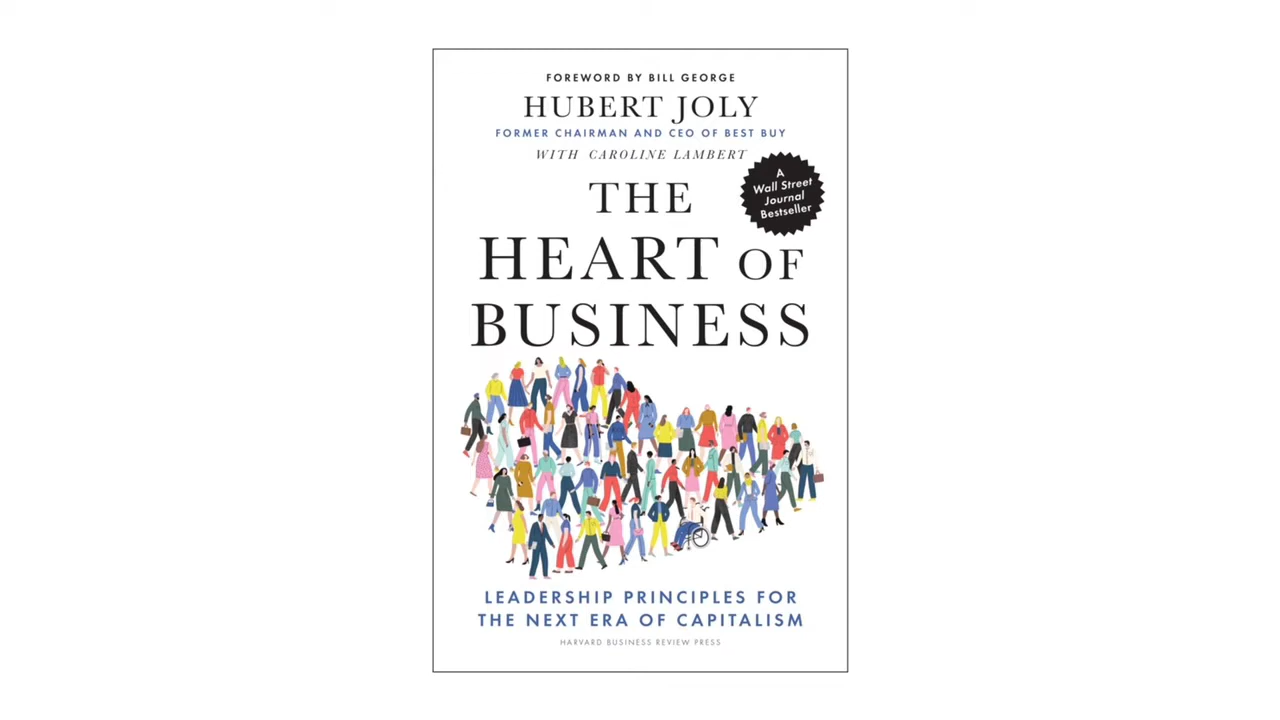 FOREWORD BY BILL GEORGE
HUBERT JOLY
FORMER CHAIRMAN AND CEO OF BEST BUY
WITH CAROLINE LAMBERT
A
Wall Street
Journal
Bestseller
THE
HEART OF
BUSINESS
LEADERSHIP PRINCIPLES FOR
THE NEXT ERA OF CAPITALISM
HARVARD BUSINESS REVIEW PRESS